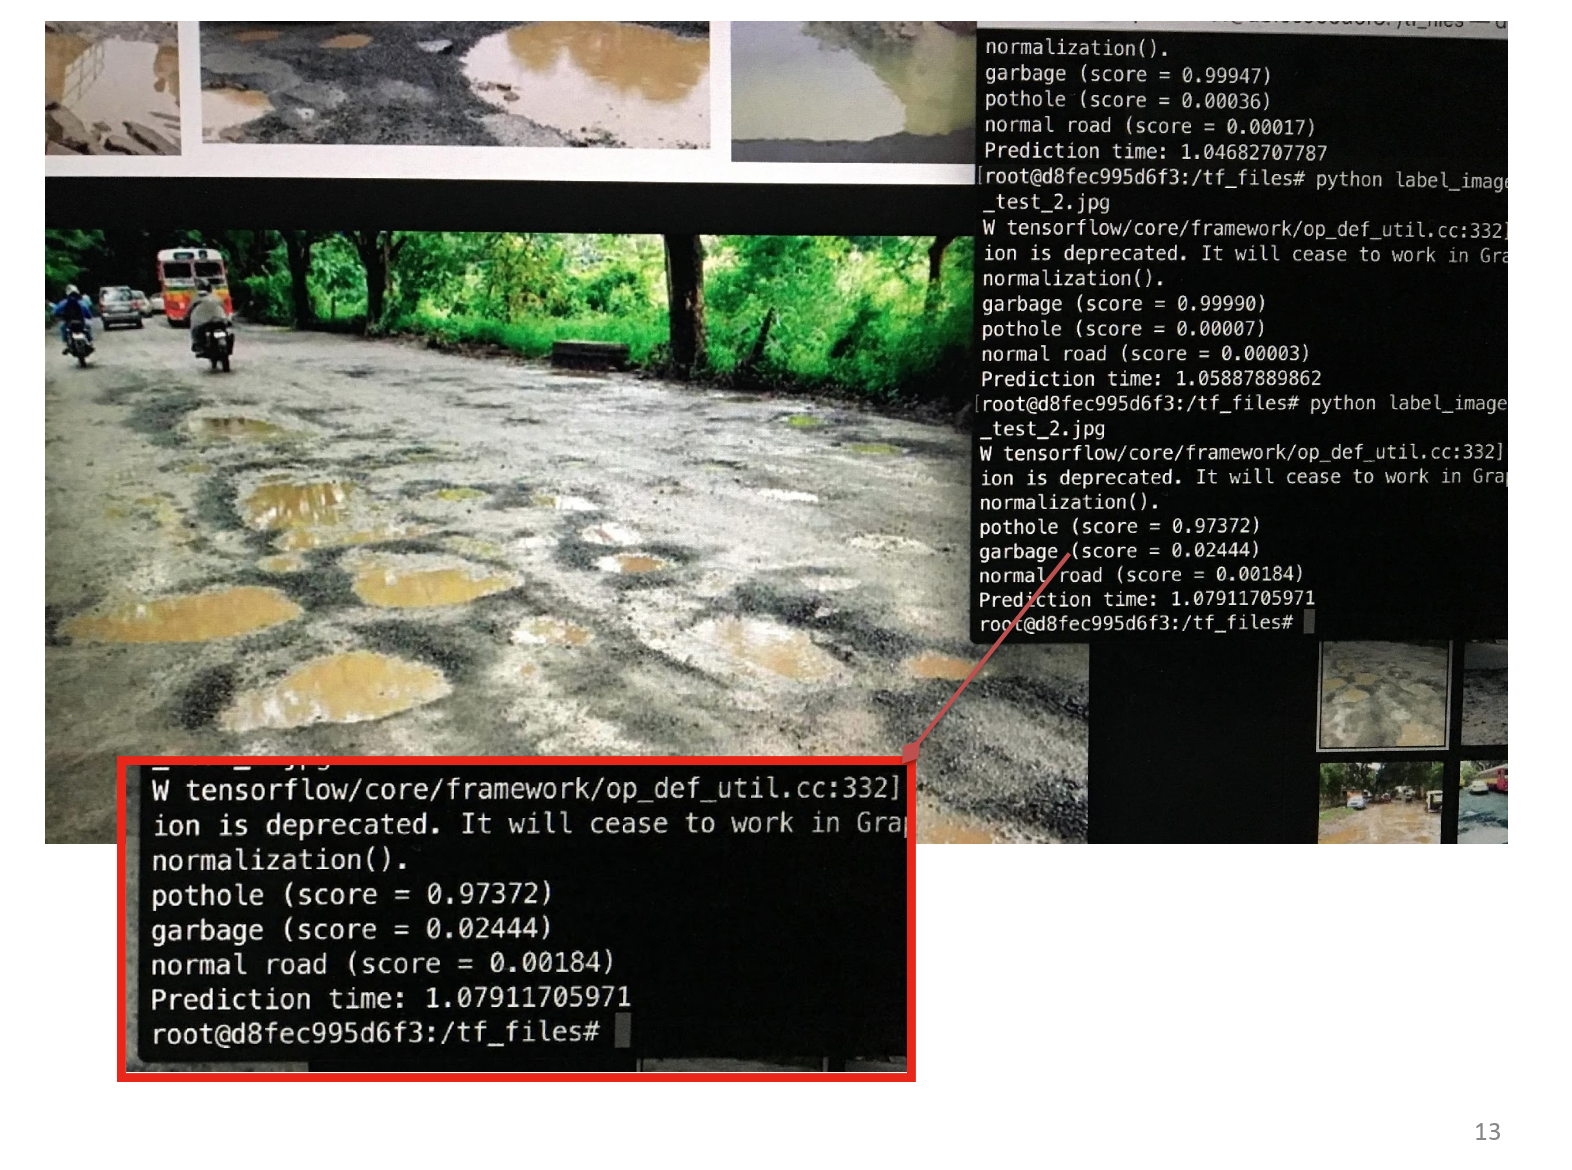 normalization().
garbage (score = 0.99947)
pothole (score = 0.00036)
normal road (score = 0.00017)
Prediction time: 1.04682707787
[root@d8fec995d6f3:/tf_files# python label_image
_test_2.jpg
W tensorflow/core/framework/op_def_util.cc:332]
ion is deprecated. It will cease to work in Gra
normalization().
garbage (score = 0.99990)
pothole (score = 0.00007)
normal road (score = 0.00003)
Prediction time: 1.05887889862
[root@d8fec995d6f3:/tf_files# python label_image
_test_2.jpg
W tensorflow/core/framework/op_def_util.cc:332]
ion is deprecated. It will cease to work in Gra
normalization().
pothole (score = 0.97372)
garbage (score = 0.02444)
normal road (score = 0.00184)
Prediction time: 1.07911705971
root@d8fec995d6f3:/tf_files#
W tensorflow/core/framework/op_def_util.cc:332]
ion is deprecated. It will cease to work in Gra
normalization().
pothole (score = 0.97372)
garbage (score = 0.02444)
normal road (score = 0.00184)
Prediction time: 1.07911705971
root@d8fec995d6f3:/tf_files#
13